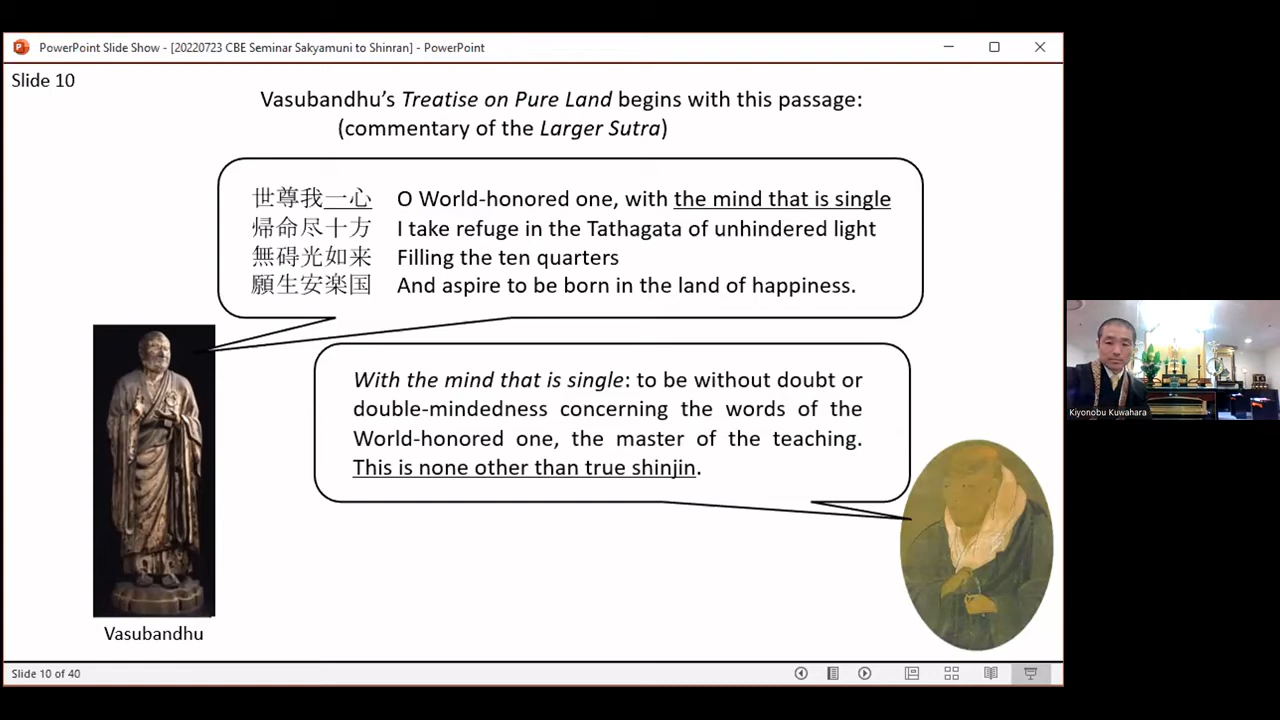 PowerPoint Slide Show - [20220723 CBE Seminar Sakyamuni to Shinran] - PowerPoint
Slide 10
Vasubandhu’s Treatise on Pure Land begins with this passage:
(commentary of the Larger Sutra)
世尊我一心 O World-honored one, with the mind that is single
帰命尽十方 I take refuge in the Tathagata of unhindered light
無碍光如来 Filling the ten quarters
願生安楽国 And aspire to be born in the land of happiness.
With the mind that is single: to be without doubt or
double-mindedness concerning the words of the
World-honored one, the master of the teaching.
This is none other than true shinjin.
Vasubandhu
Kiyonobu Kuwahara
Slide 10 of 40